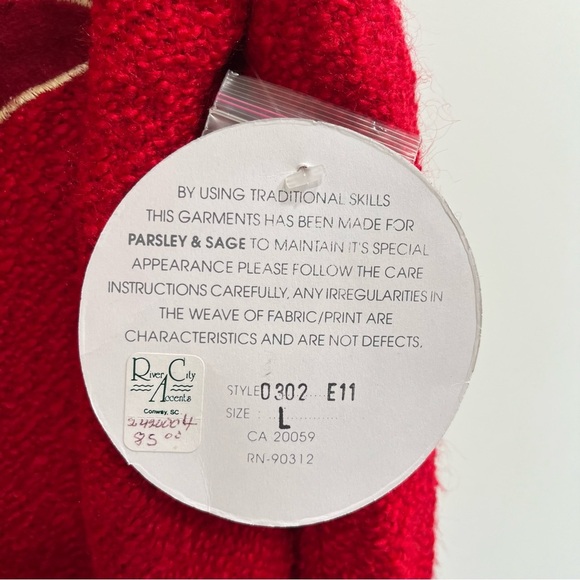 BY USING TRADITIONAL SKILLS
THIS GARMENTS HAS BEEN MADE FOR
PARSLEY & SAGE TO MAINTAIN IT'S SPECIAL
APPEARANCE PLEASE FOLLOW THE CARE
INSTRUCTIONS CAREFULLY, ANY IRREGULARITIES IN
THE WEAVE OF FABRIC/PRINT ARE
CHARACTERISTICS AND ARE NOT DEFECTS.
River City
Accents
Conway, SC
85.00
STYLE 0302 E11
SIZE : L
CA 20059
RN-90312